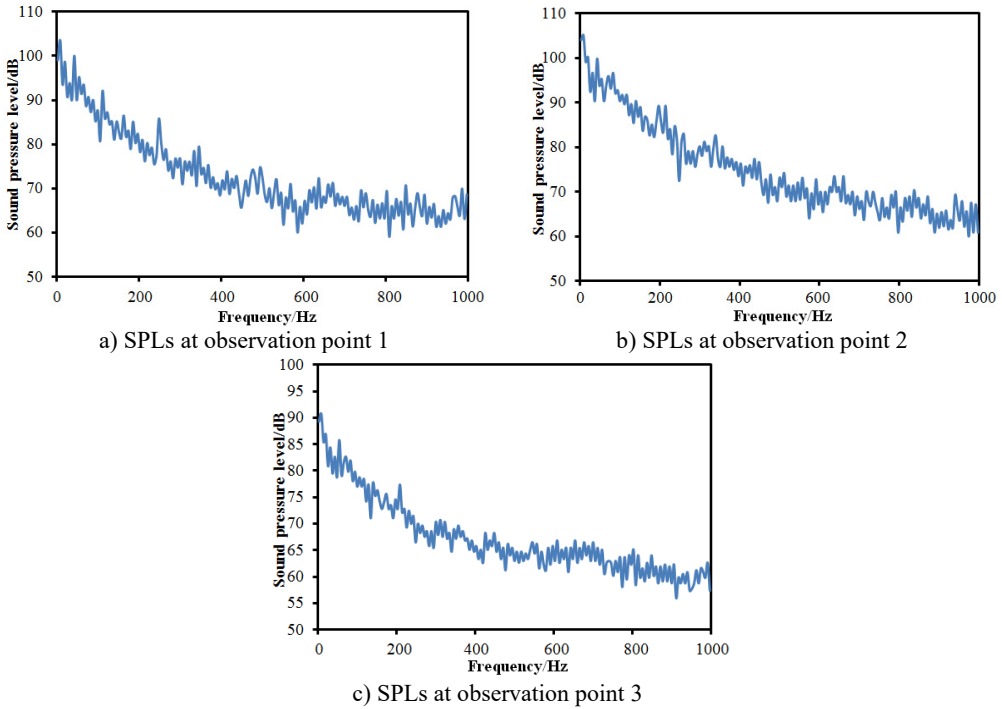 110
100
90
80
70
60
50
Sound pressure level/dB
0 200 400 600 800 1000
Frequency/Hz
a) SPLs at observation point 1
110
100
90
80
70
60
50
Sound pressure level/dB
0 200 400 600 800 1000
Frequency/Hz
b) SPLs at observation point 2
100
95
90
85
80
75
70
65
60
55
50
Sound pressure level/dB
0 200 400 600 800 1000
Frequency/Hz
c) SPLs at observation point 3